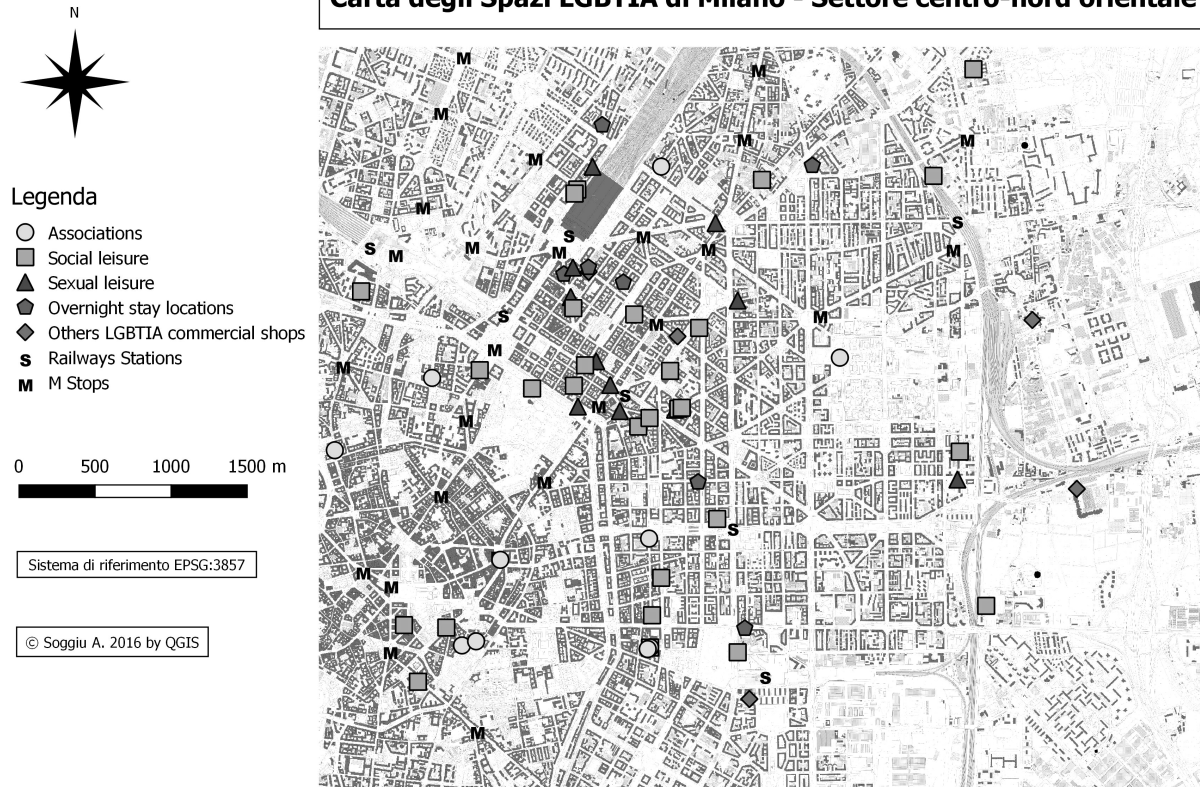 Carta degli Spazi LGBTIA di Milano - Settore centro-nord orientale
N
Legenda
Associations
Social leisure
Sexual leisure
Overnight stay locations
Others LGBTIA commercial shops
S Railways Stations
M M Stops
0 500 1000 1500 m
Sistema di riferimento EPSG:3857
© Soggiu A. 2016 by QGIS
M
M
M
M
M
M
M
S
S
M
M
S
M
M
M
M
M
S
M
M
S
M
M
M
S
M
M
M
M
S
M
M
M
S
M